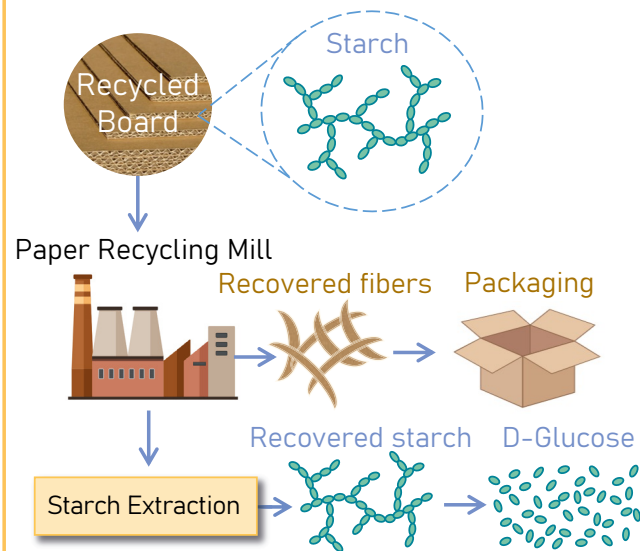 Starch
Recycled
Board
Paper Recycling Mill
Recovered fibers
Packaging
Recovered starch
D-Glucose
Starch Extraction